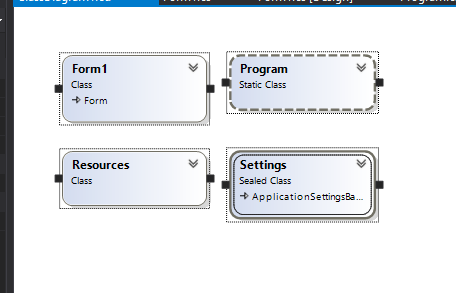 Form1
Class
Form
Program
Static Class
Resources
Class
Settings
Sealed Class
ApplicationSettingsBa...